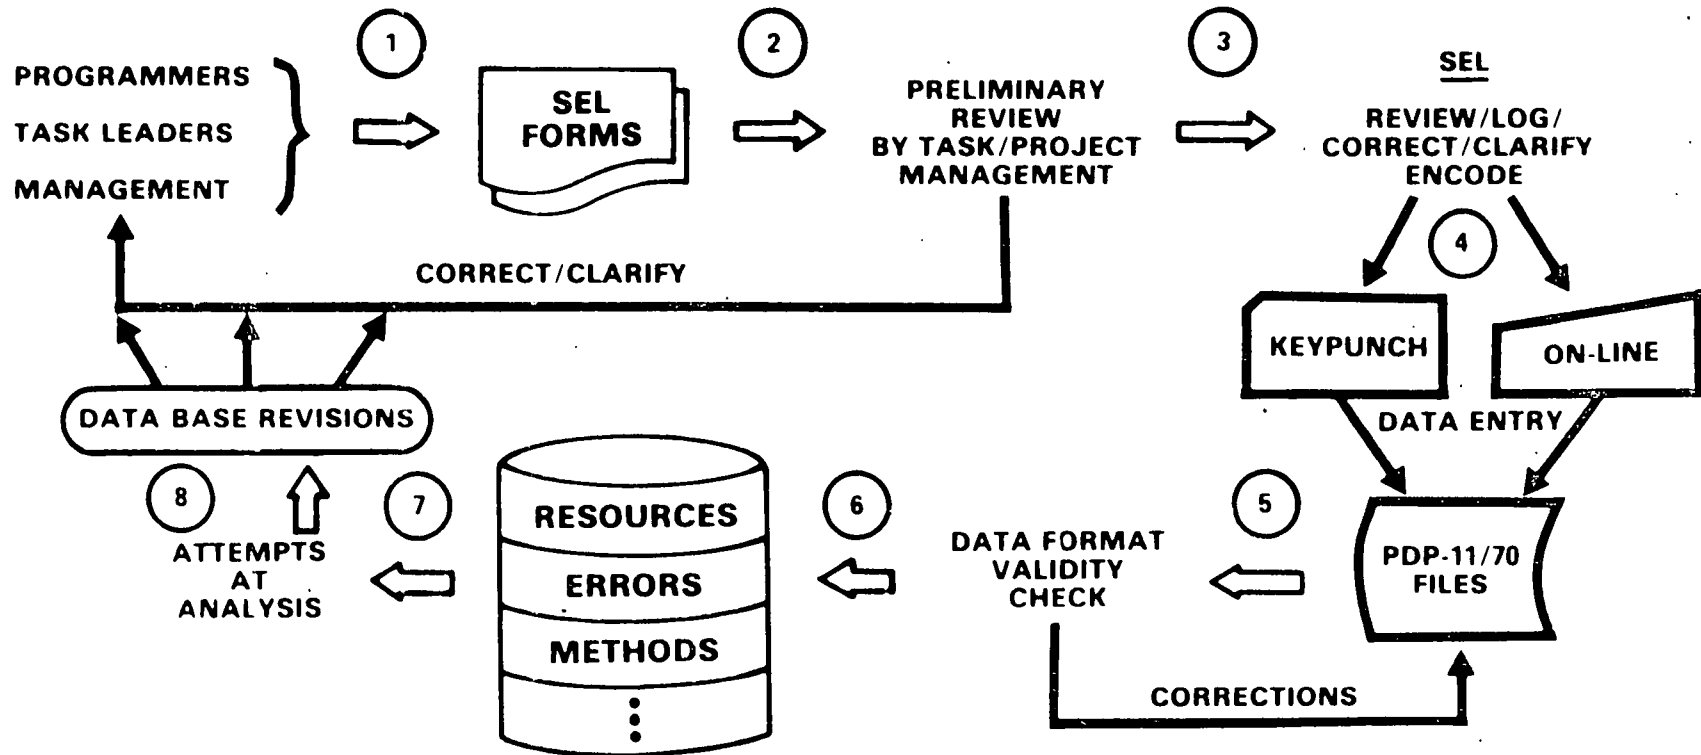 1
2
3
PROGRAMMERS
TASK LEADERS
MANAGEMENT
SEL
FORMS
PRELIMINARY
REVIEW
BY TASK/PROJECT
MANAGEMENT
SEL
REVIEW/LOG/
CORRECT/CLARIFY
ENCODE
4
CORRECT/CLARIFY
KEYPUNCH
ON-LINE
DATA ENTRY
DATA BASE REVISIONS
8
7
6
5
ATTEMPTS
AT
ANALYSIS
RESOURCES
ERRORS
METHODS
DATA FORMAT
VALIDITY
CHECK
PDP-11/70
FILES
CORRECTIONS